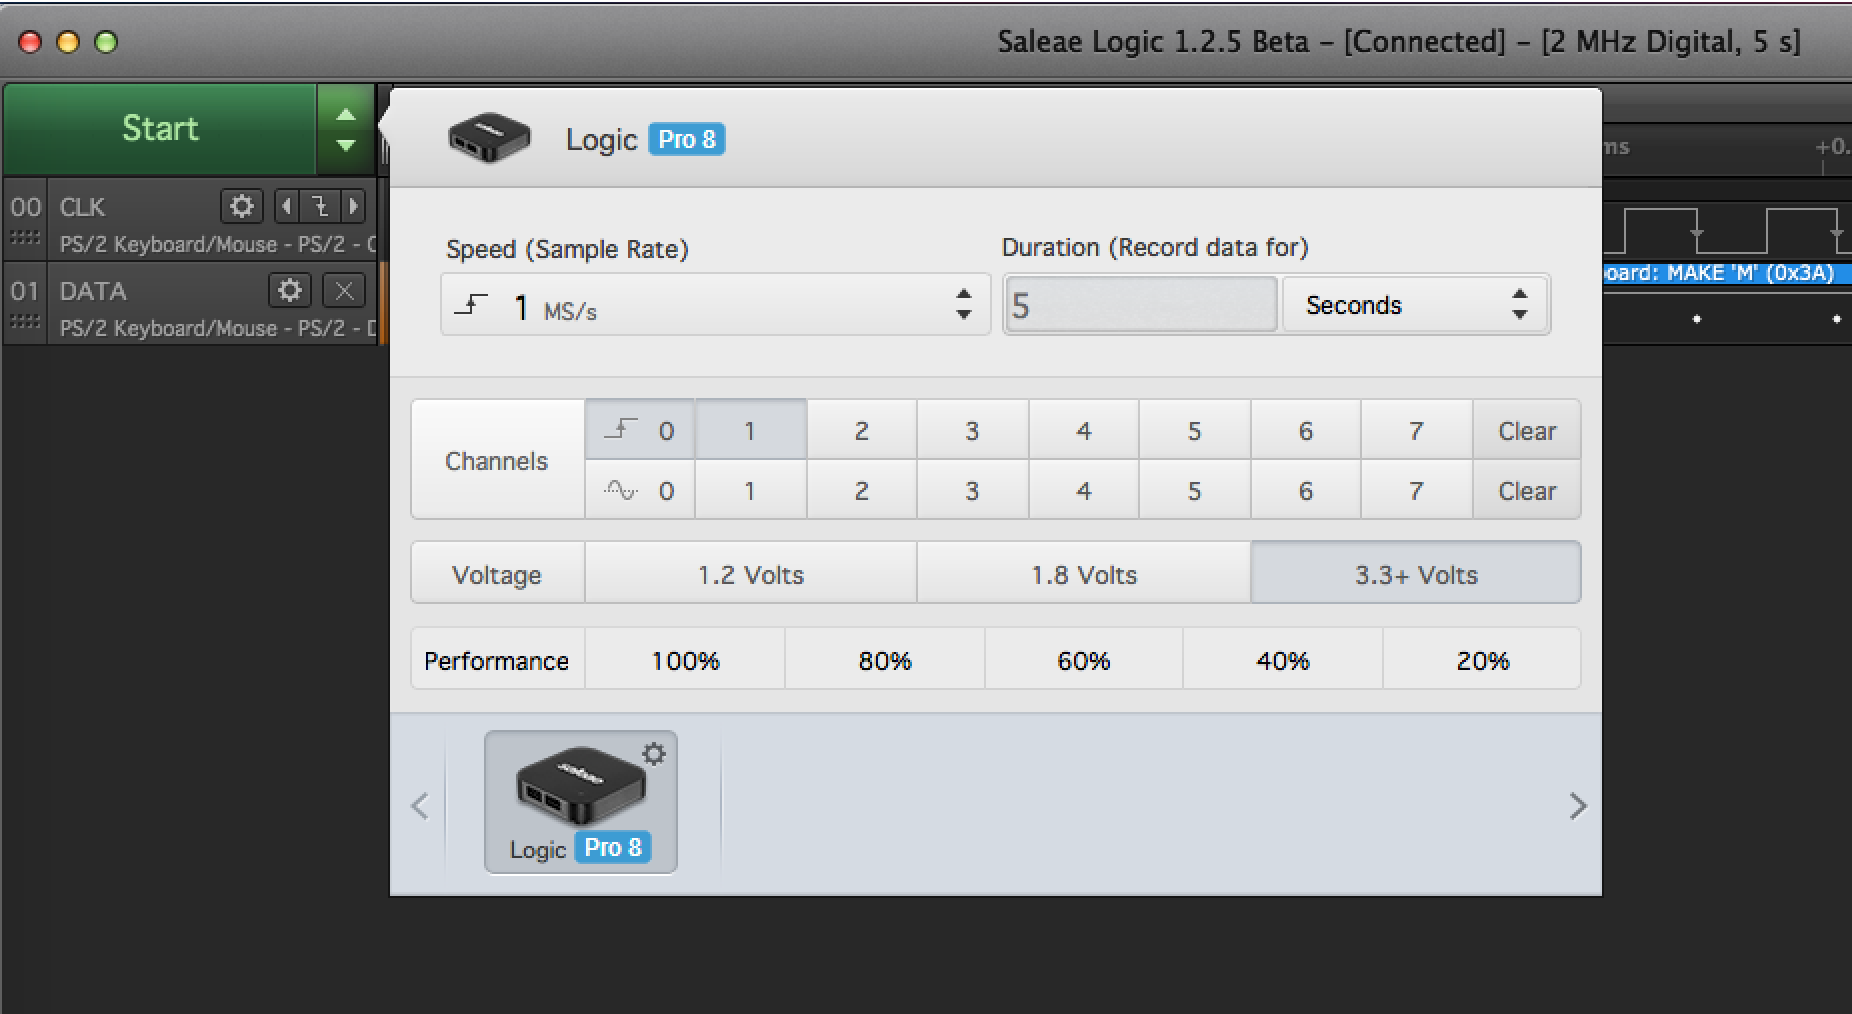 Saleae Logic 1.2.5 Beta – [Connected] – [2 MHz Digital, 5 s]
Start
Logic Pro 8
ms +0.
00 CLK
PS/2 Keyboard/Mouse - PS/2 - C
01 DATA
PS/2 Keyboard/Mouse - PS/2 - D
Speed (Sample Rate)
1 MS/s
Duration (Record data for)
5 Seconds
oard: MAKE 'M' (0x3A)
Channels
0 1 2 3 4 5 6 7 Clear
0 1 2 3 4 5 6 7 Clear
Voltage 1.2 Volts 1.8 Volts 3.3+ Volts
Performance 100% 80% 60% 40% 20%
saleae
Logic Pro 8